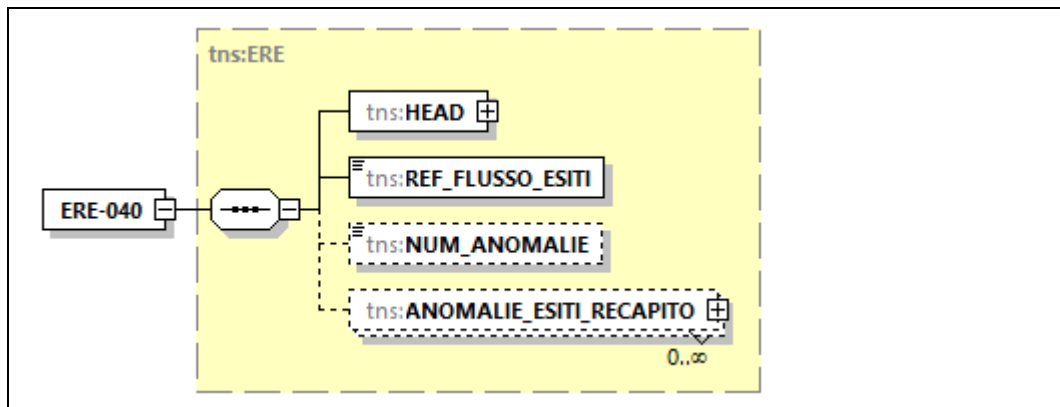 tns:ERE
tns:HEAD
tns:REF_FLUSSO_ESITI
ERE-040
tns:NUM_ANOMALIE
tns:ANOMALIE_ESITI_RECAPITO
0..∞